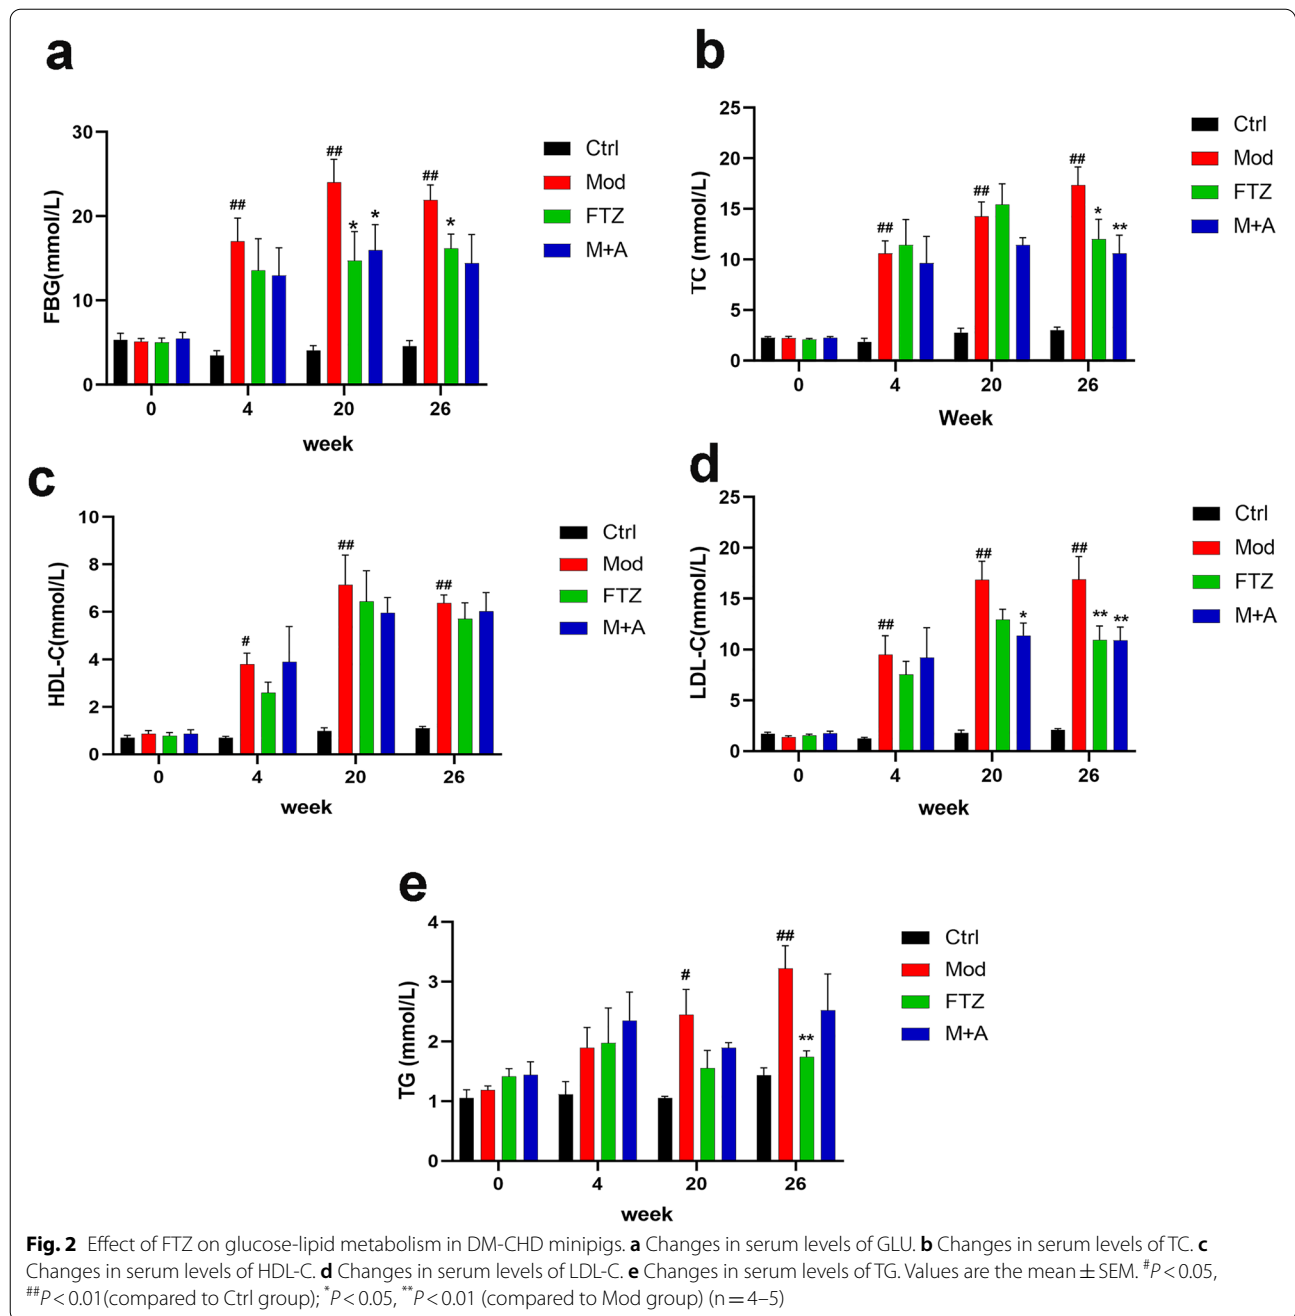 a
30
20
10
0
FBG(mmol/L)
##
##
##
*
*
*
0 4 20 26
week
Ctrl
Mod
FTZ
M+A
b
25
20
15
10
5
0
TC (mmol/L)
##
##
##
*
**
0 4 20 26
Week
Ctrl
Mod
FTZ
M+A
c
10
8
6
4
2
0
HDL-C(mmol/L)
#
##
##
0 4 20 26
week
Ctrl
Mod
FTZ
M+A
d
25
20
15
10
5
0
LDL-C(mmol/L)
##
##
##
*
**
**
0 4 20 26
week
Ctrl
Mod
FTZ
M+A
e
4
3
2
1
0
TG (mmol/L)
#
##
**
0 4 20 26
week
Ctrl
Mod
FTZ
M+A
Fig. 2 Effect of FTZ on glucose-lipid metabolism in DM-CHD minipigs. a Changes in serum levels of GLU. b Changes in serum levels of TC. c
Changes in serum levels of HDL-C. d Changes in serum levels of LDL-C. e Changes in serum levels of TG. Values are the mean ± SEM. #P < 0.05,
##P < 0.01(compared to Ctrl group); *P < 0.05, **P < 0.01 (compared to Mod group) (n = 4–5)